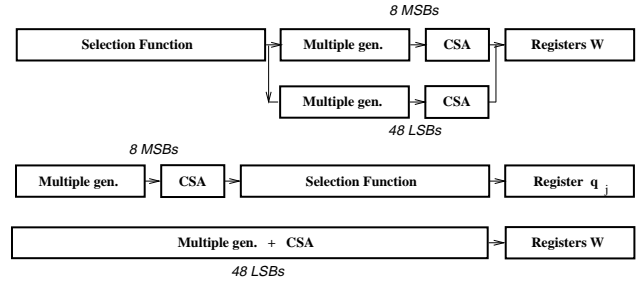 8 MSBs
Selection Function Multiple gen. CSA Registers W
Multiple gen. CSA
48 LSBs
8 MSBs
Multiple gen. CSA Selection Function Register q j
Multiple gen. + CSA Registers W
48 LSBs